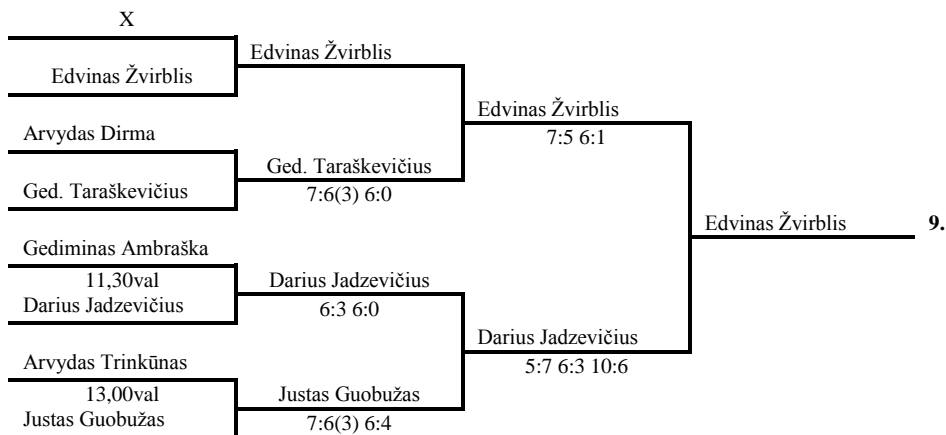 X
Edvinas Žvirblis
Edvinas Žvirblis
Edvinas Žvirblis
7:5 6:1
Arvydas Dirma
Ged. Taraškevičius
7:6(3) 6:0
Ged. Taraškevičius
Edvinas Žvirblis 9.
Gediminas Ambraška
11,30val
Darius Jadzevičius
Darius Jadzevičius
6:3 6:0
Darius Jadzevičius
5:7 6:3 10:6
Arvydas Trinkūnas
13,00val
Justas Guobužas
Justas Guobužas
7:6(3) 6:4